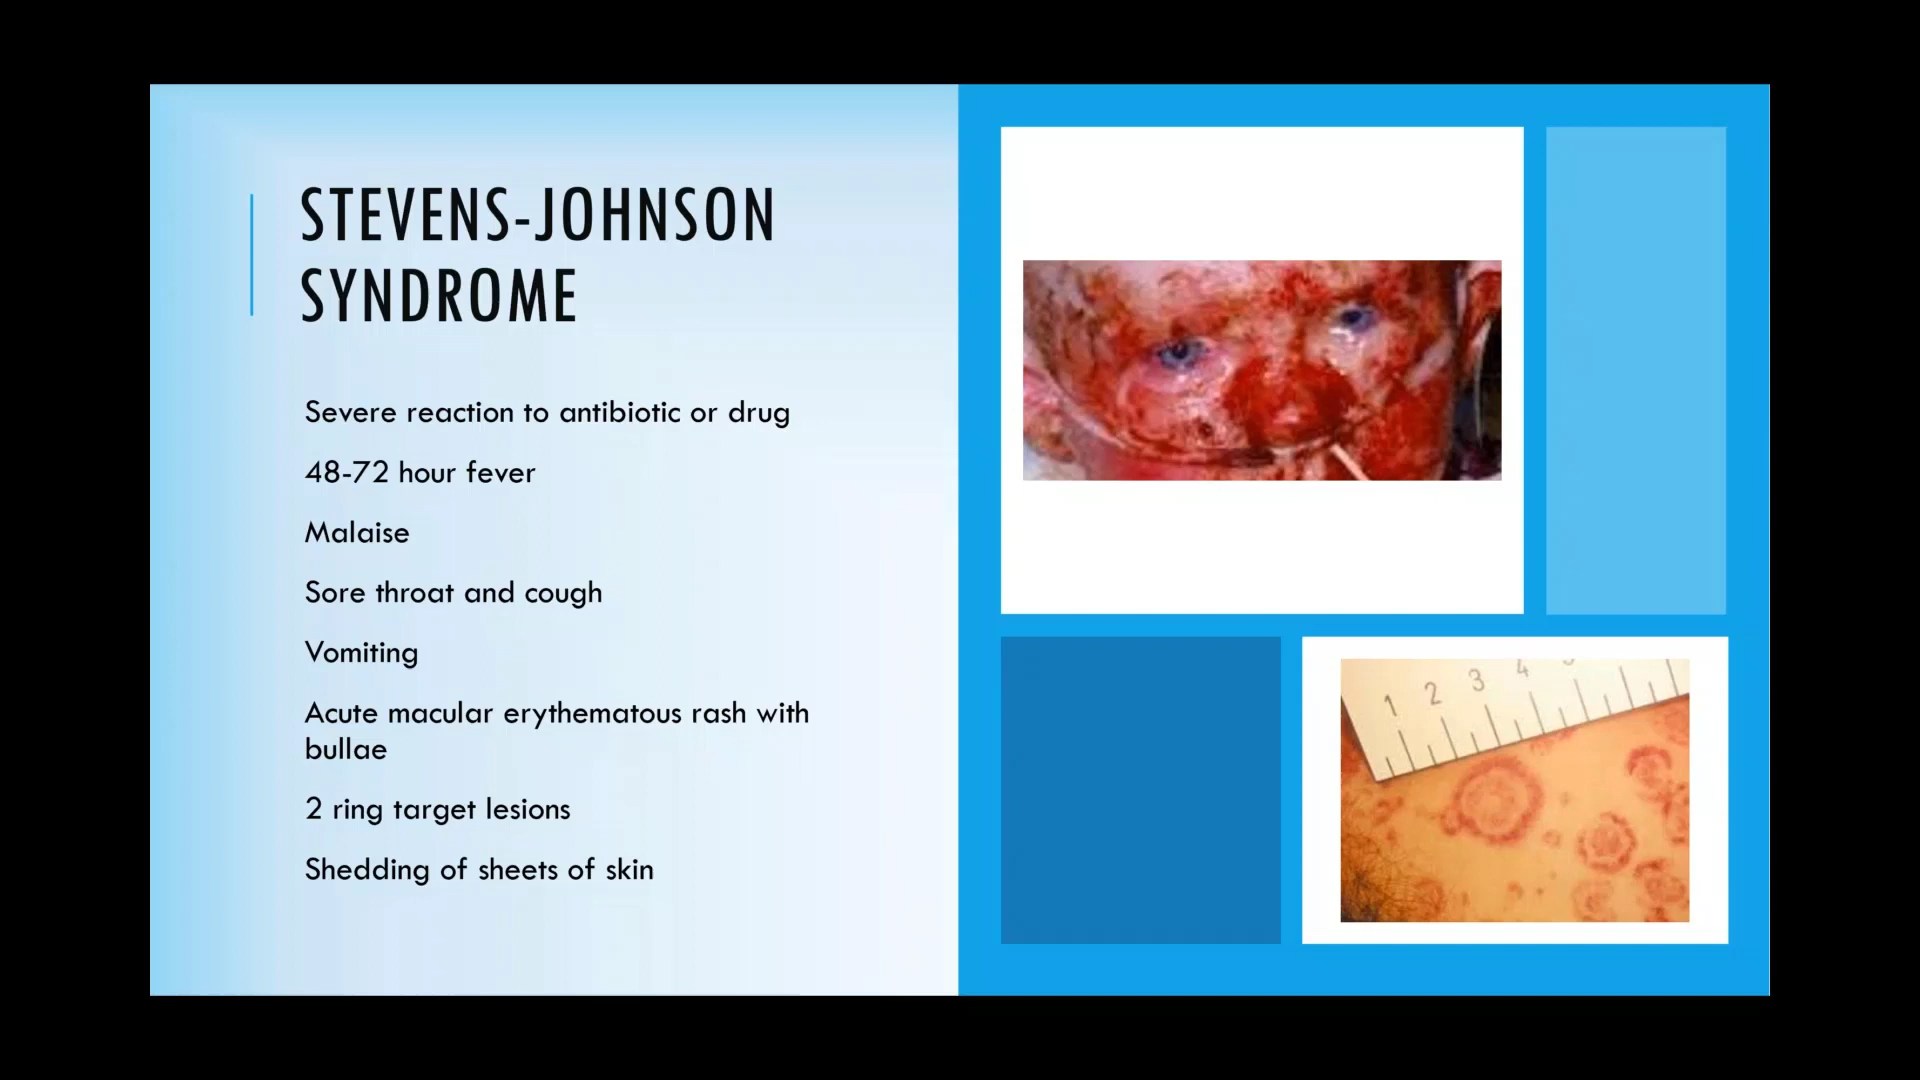 STEVENS-JOHNSON
SYNDROME
Severe reaction to antibiotic or drug
48-72 hour fever
Malaise
Sore throat and cough
Vomiting
Acute macular erythematous rash with
bullae
2 ring target lesions
Shedding of sheets of skin
1 2 3 4